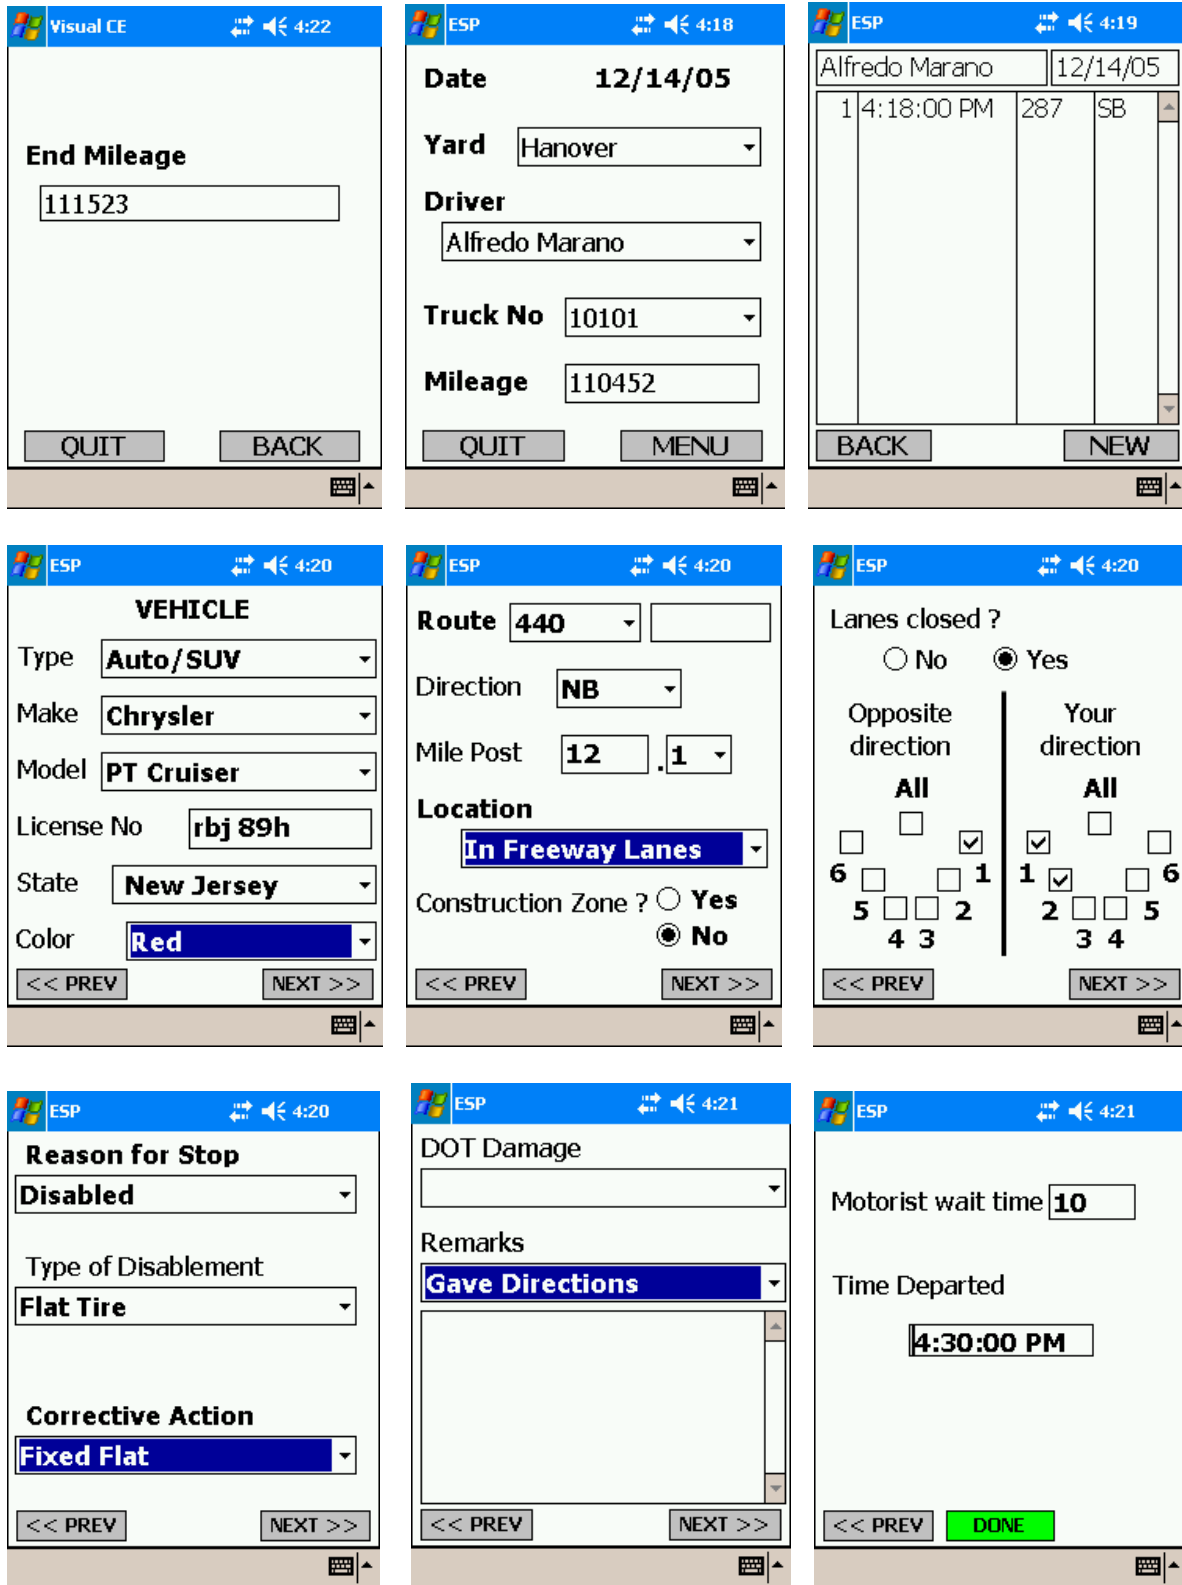 Visual CE 4:22
End Mileage
111523
QUIT BACK
ESP 4:18
Date 12/14/05
Yard Hanover
Driver
Alfredo Marano
Truck No 10101
Mileage 110452
QUIT MENU
ESP 4:19
Alfredo Marano 12/14/05
1 4:18:00 PM 287 SB
BACK NEW
ESP 4:20
VEHICLE
Type Auto/SUV
Make Chrysler
Model PT Cruiser
License No rbj 89h
State New Jersey
Color Red
<< PREV NEXT >>
ESP 4:20
Route 440
Direction NB
Mile Post 12 . 1
Location
In Freeway Lanes
Construction Zone ? Yes
No
<< PREV NEXT >>
ESP 4:20
Lanes closed ?
No Yes
Opposite Your
direction direction
All All
6 1 1 6
5 2 2 5
4 3 3 4
<< PREV NEXT >>
ESP 4:20
Reason for Stop
Disabled
Type of Disablement
Flat Tire
Corrective Action
Fixed Flat
<< PREV NEXT >>
ESP 4:21
DOT Damage
Remarks
Gave Directions
<< PREV NEXT >>
ESP 4:21
Motorist wait time 10
Time Departed
4:30:00 PM
<< PREV DONE